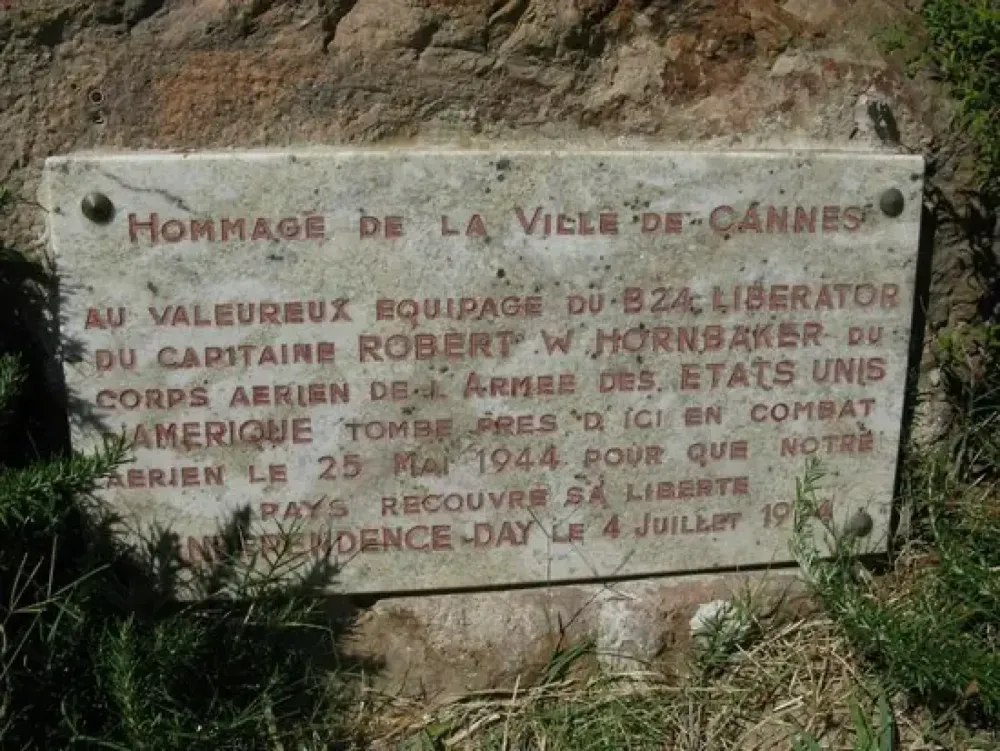 HOMMAGE DE LA VILLE DE CANNES
AU VALEUREUX EQUIPAGE DU B24 LIBERATOR
DU CAPITAINE ROBERT W HORNBAKER DU
CORPS AERIEN DE L ARMEE DES ETATS UNIS
AMERIQUE TOMBE PRES D ICI EN COMBAT
AERIEN LE 25 MAI 1944 POUR QUE NOTRE
PAYS RECOUVRE SA LIBERTE
INDEPENDENCE DAY LE 4 JUILLET